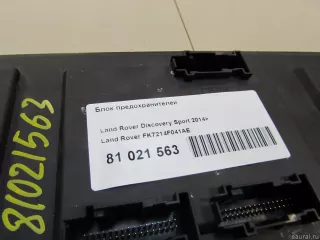 Блок предохранителей
Land Rover Discovery Sport 2014>
Land Rover FK7214F041AE
81 021 563
81021563